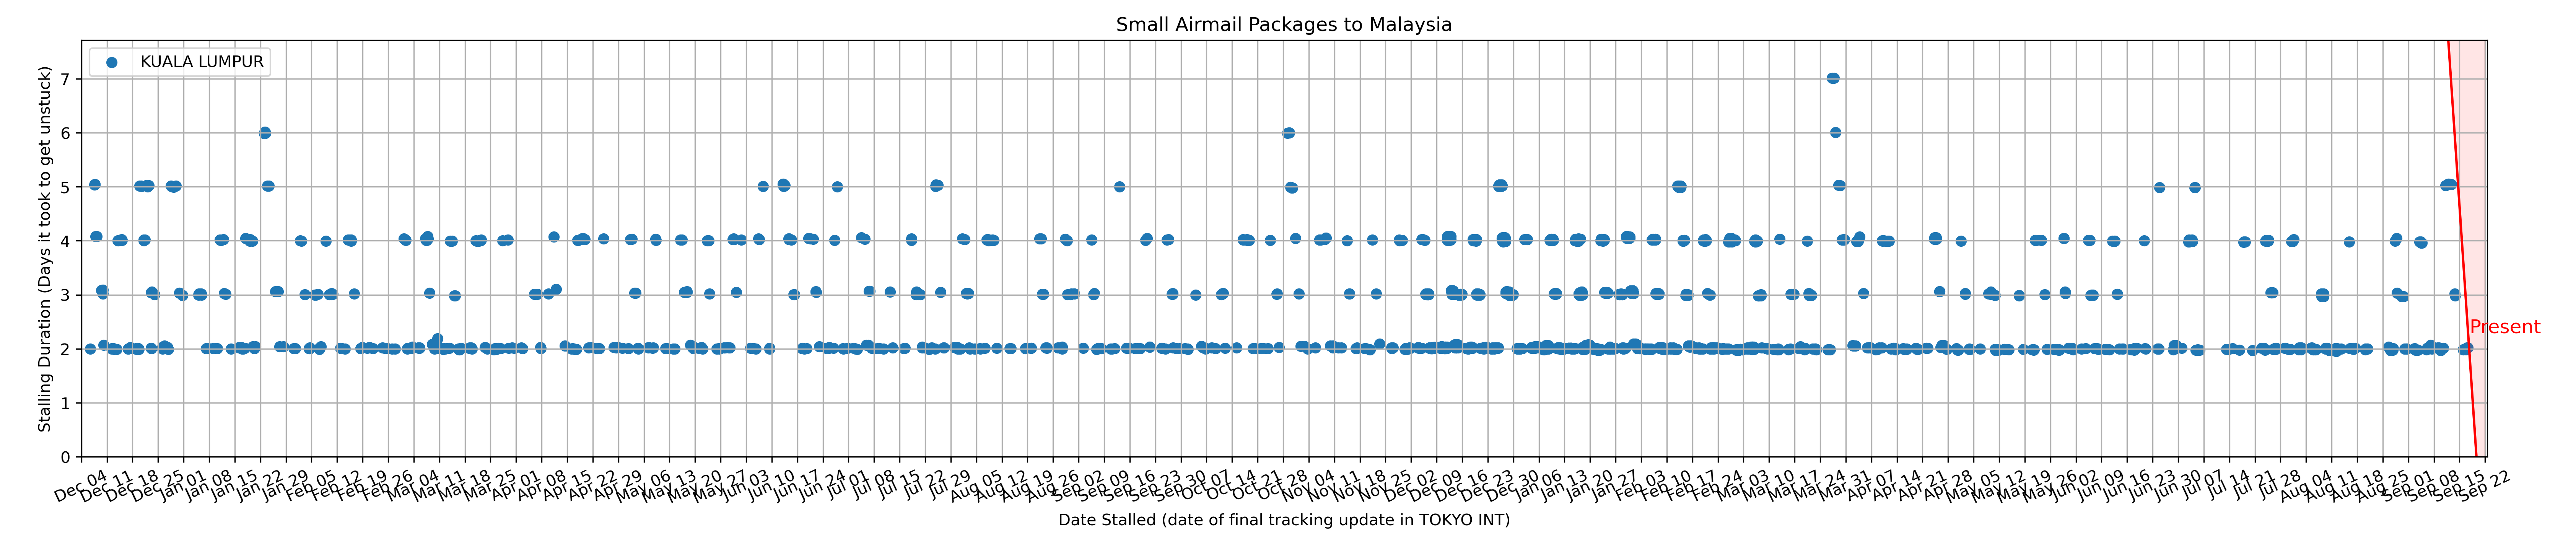 Small Airmail Packages to Malaysia
KUALA LUMPUR
Stalling Duration (Days it took to get unstuck)
7
6
5
4
3
2
1
0
Present
Dec 04
Dec 11
Dec 18
Dec 25
Jan 01
Jan 08
Jan 15
Jan 22
Jan 29
Feb 05
Feb 12
Feb 19
Feb 26
Mar 04
Mar 11
Mar 18
Mar 25
Apr 01
Apr 08
Apr 15
Apr 22
Apr 29
May 06
May 13
May 20
May 27
Jun 03
Jun 10
Jun 17
Jun 24
Jul 01
Jul 08
Jul 15
Jul 22
Jul 29
Aug 05
Aug 12
Aug 19
Aug 26
Sep 02
Sep 09
Sep 16
Sep 23
Sep 30
Oct 07
Oct 14
Oct 21
Oct 28
Nov 04
Nov 11
Nov 18
Nov 25
Dec 02
Dec 09
Dec 16
Dec 23
Dec 30
Jan 06
Jan 13
Jan 20
Jan 27
Feb 03
Feb 10
Feb 17
Feb 24
Mar 03
Mar 10
Mar 17
Mar 24
Mar 31
Apr 07
Apr 14
Apr 21
Apr 28
May 05
May 12
May 19
May 26
Jun 02
Jun 09
Jun 16
Jun 23
Jun 30
Jul 07
Jul 14
Jul 21
Jul 28
Aug 04
Aug 11
Aug 18
Aug 25
Sep 01
Sep 08
Sep 15
Sep 22
Date Stalled (date of final tracking update in TOKYO INT)